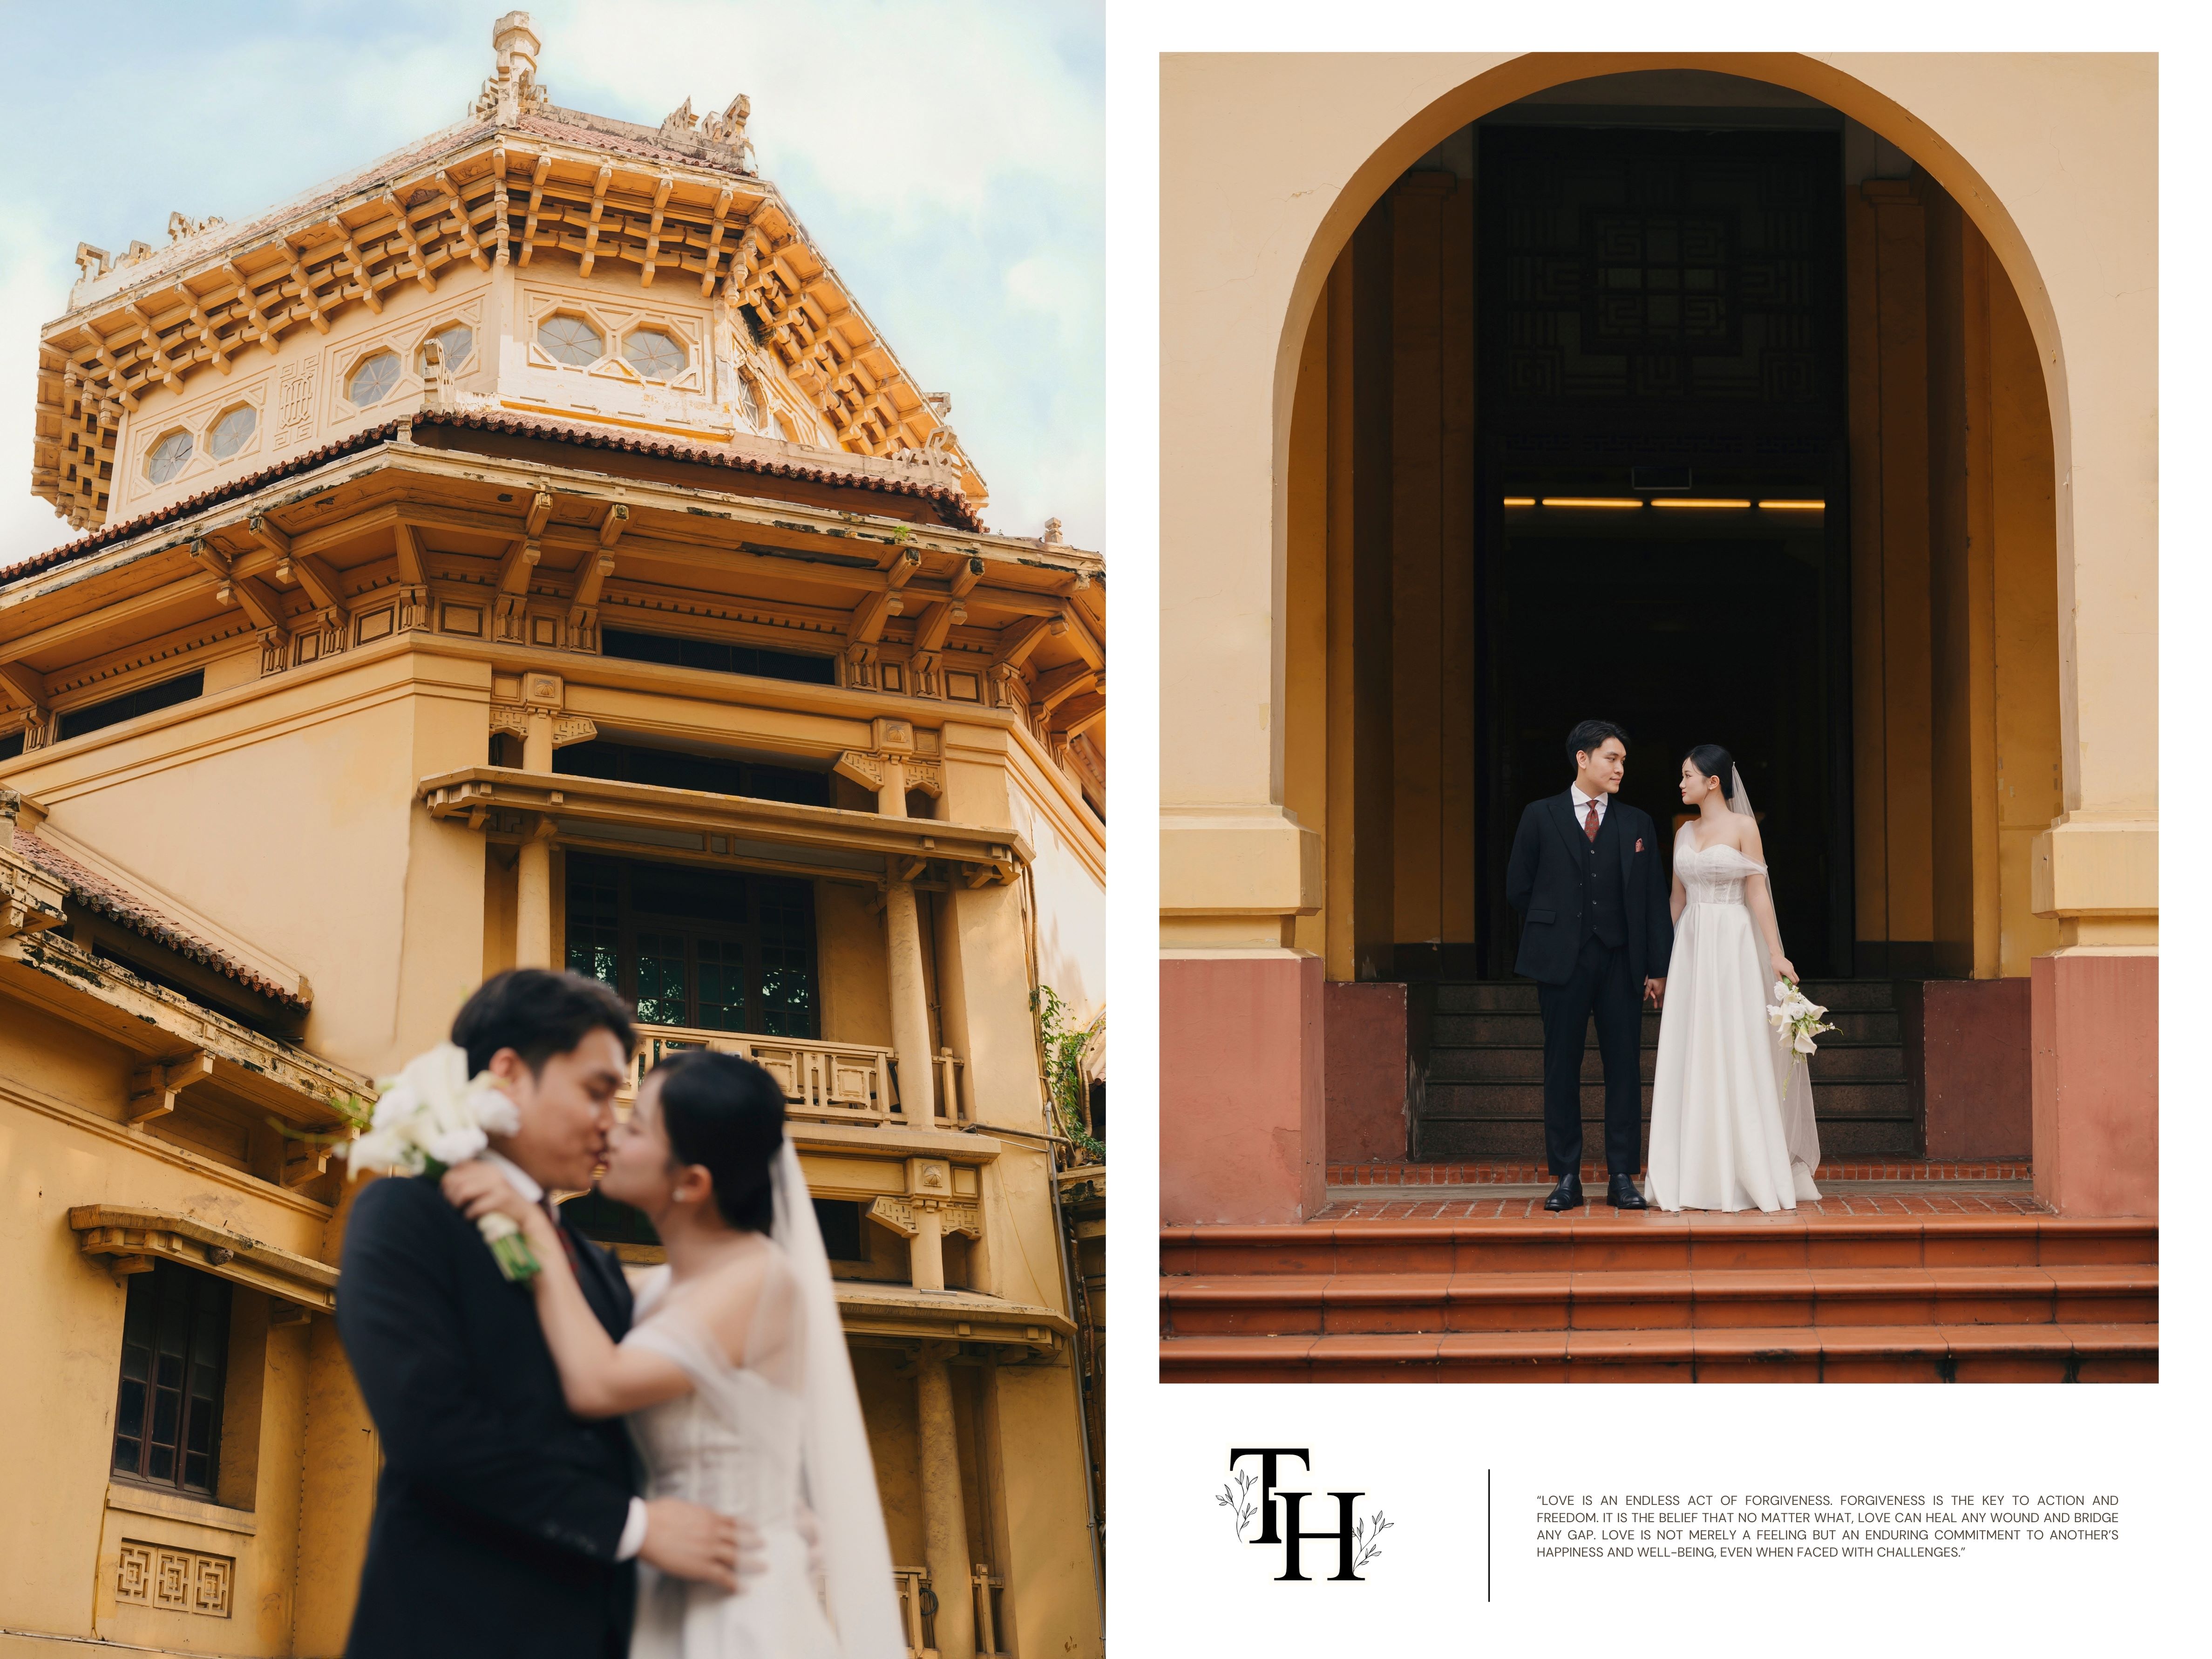 TH
“LOVE IS AN ENDLESS ACT OF FORGIVENESS. FORGIVENESS IS THE KEY TO ACTION AND
FREEDOM. IT IS THE BELIEF THAT NO MATTER WHAT, LOVE CAN HEAL ANY WOUND AND BRIDGE
ANY GAP. LOVE IS NOT MERELY A FEELING BUT AN ENDURING COMMITMENT TO ANOTHER’S
HAPPINESS AND WELL-BEING, EVEN WHEN FACED WITH CHALLENGES.”